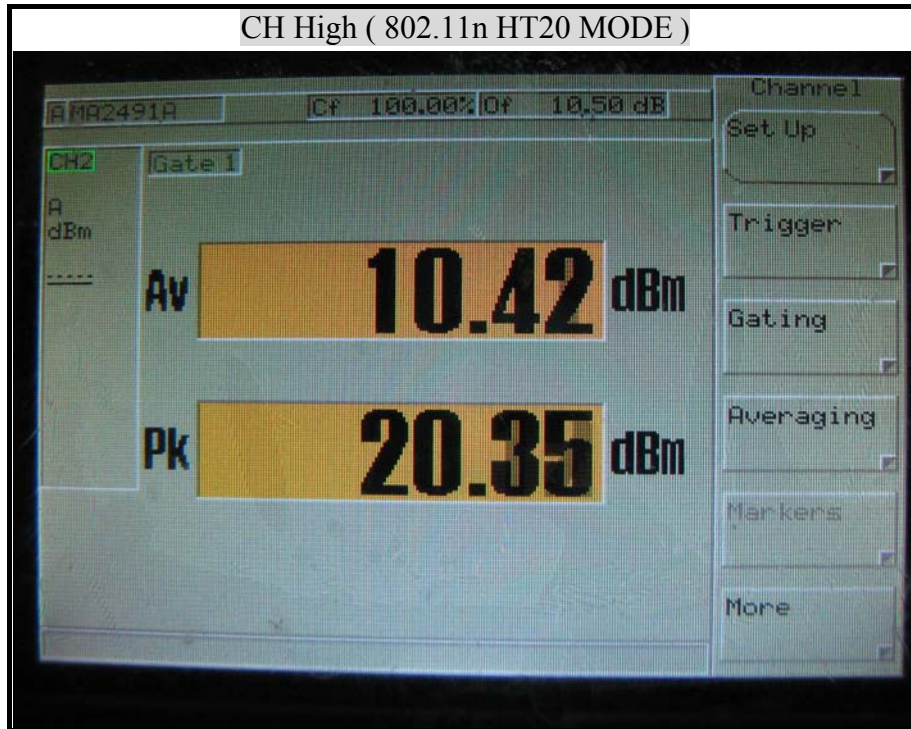 CH High ( 802.11n HT20 MODE )
A MA2491A Cf 100.00% Of 10.50 dB
CH2 Gate 1
A
dBm
-----
Av 10.42 dBm
Pk 20.35 dBm
Channel
Set Up
Trigger
Gating
Averaging
Markers
More